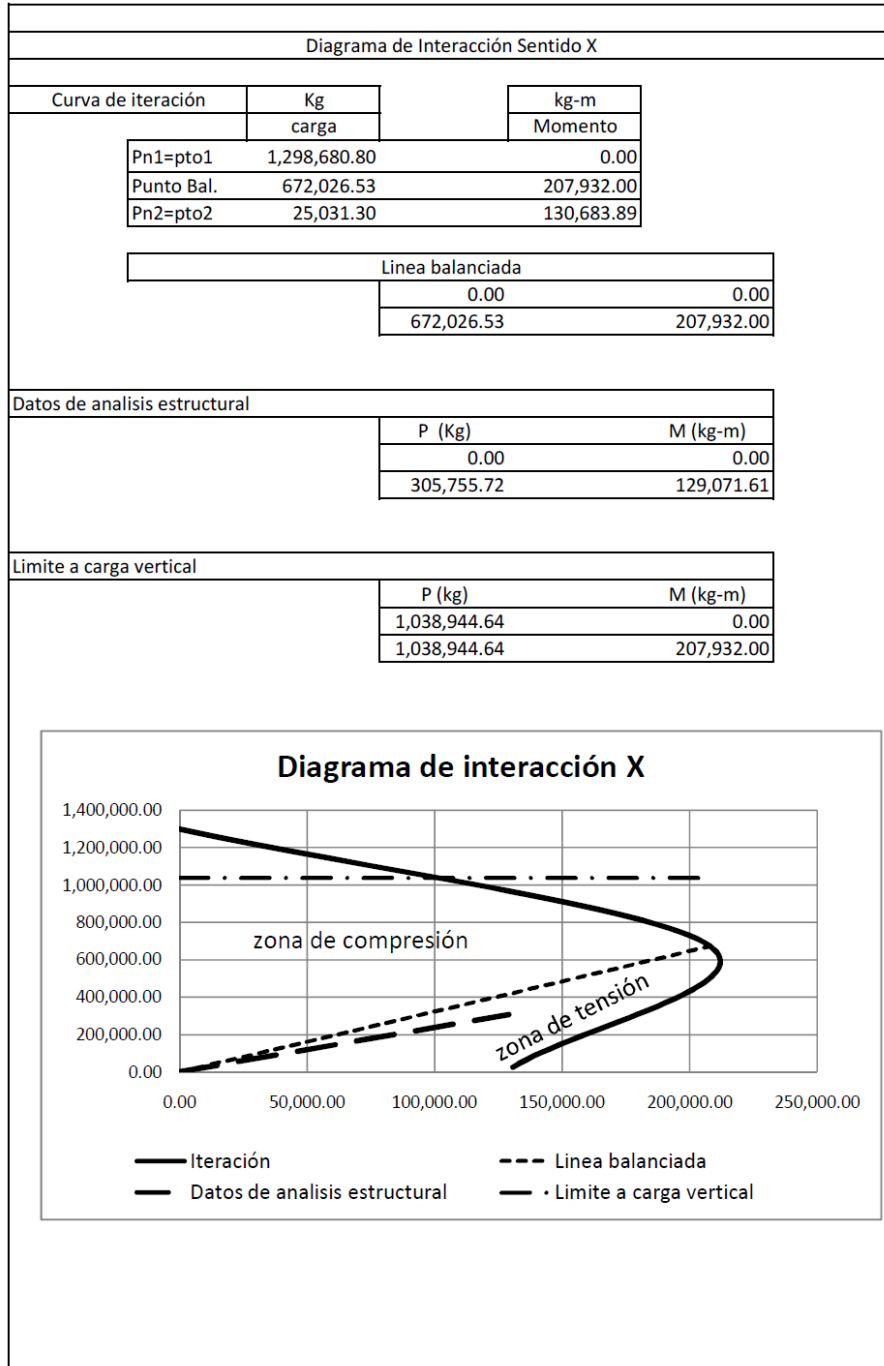 Diagrama de Interacción Sentido X
Curva de iteración Kg kg-m
carga Momento
Pn1=pto1 1,298,680.80 0.00
Punto Bal. 672,026.53 207,932.00
Pn2=pto2 25,031.30 130,683.89
Linea balanciada
0.00 0.00
672,026.53 207,932.00
Datos de analisis estructural
P (Kg) M (kg-m)
0.00 0.00
305,755.72 129,071.61
Limite a carga vertical
P (kg) M (kg-m)
1,038,944.64 0.00
1,038,944.64 207,932.00
Diagrama de interacción X
1,400,000.00
1,200,000.00
1,000,000.00
800,000.00
600,000.00
400,000.00
200,000.00
0.00
zona de compresión
zona de tensión
0.00 50,000.00 100,000.00 150,000.00 200,000.00 250,000.00
Iteración Linea balanciada
Datos de analisis estructural Limite a carga vertical